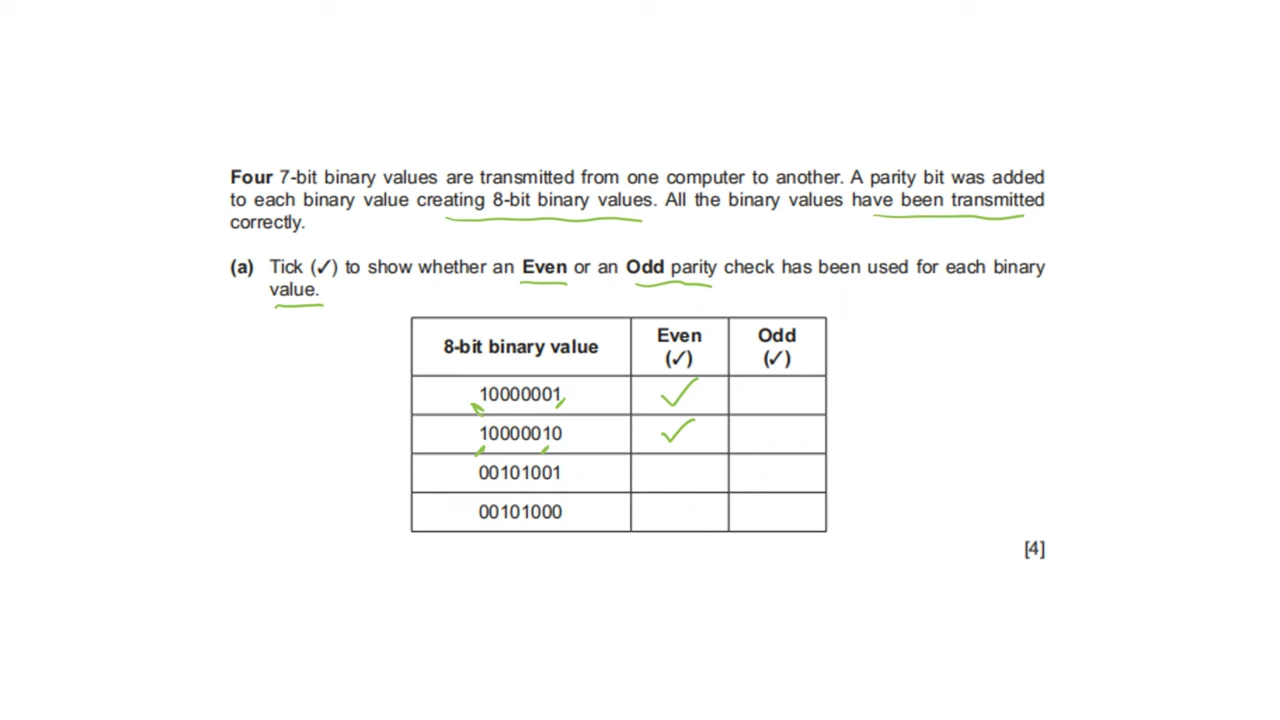 Four 7-bit binary values are transmitted from one computer to another. A parity bit was added
to each binary value creating 8-bit binary values. All the binary values have been transmitted
correctly.
(a) Tick (✓) to show whether an Even or an Odd parity check has been used for each binary
value.
8-bit binary value Even (✓) Odd (✓)
10000001 ✓
10000010 ✓
00101001
00101000
[4]